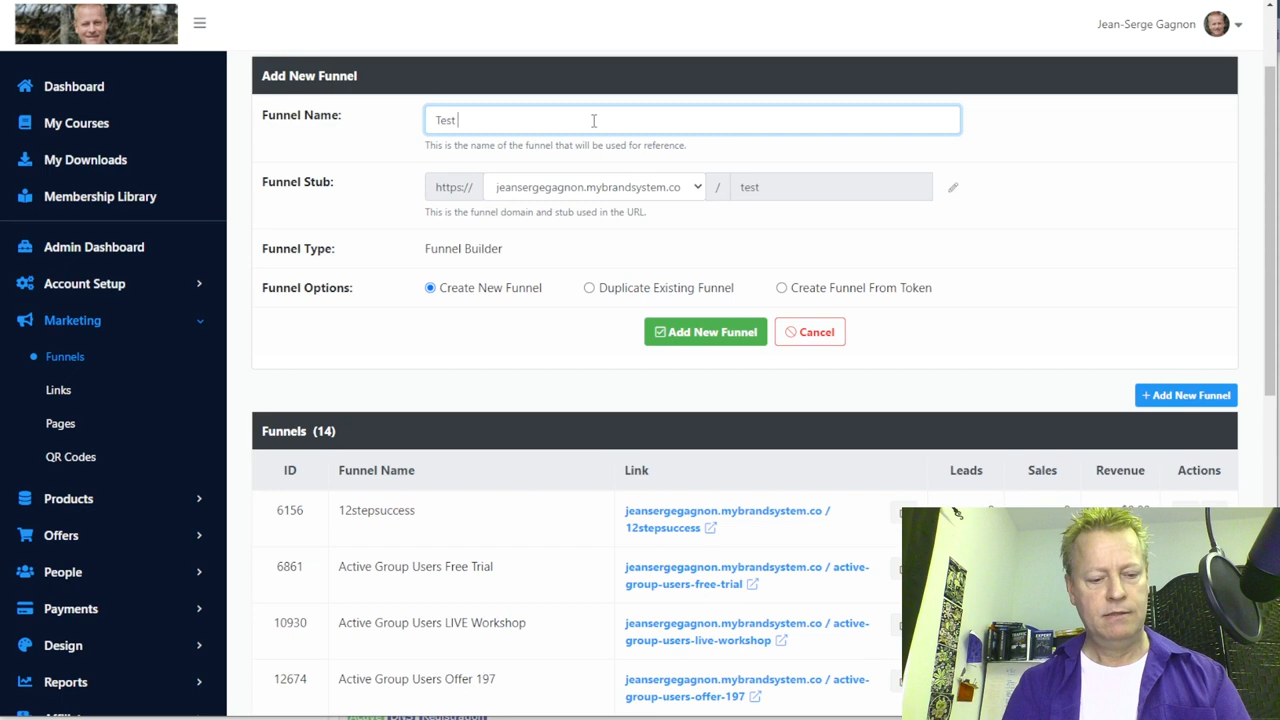 Jean-Serge Gagnon
Dashboard
My Courses
My Downloads
Membership Library
Admin Dashboard
Account Setup
Marketing
Funnels
Links
Pages
QR Codes
Products
Offers
People
Payments
Design
Reports
Add New Funnel
Funnel Name:
Test
This is the name of the funnel that will be used for reference.
Funnel Stub:
https:// jeansergegagnon.mybrandsystem.co / test
This is the funnel domain and stub used in the URL.
Funnel Type: Funnel Builder
Funnel Options: Create New Funnel Duplicate Existing Funnel Create Funnel From Token
Add New Funnel Cancel
+ Add New Funnel
Funnels (14)
ID Funnel Name Link Leads Sales Revenue Actions
6156 12stepsuccess jeansergegagnon.mybrandsystem.co /
12stepsuccess
6861 Active Group Users Free Trial jeansergegagnon.mybrandsystem.co / active-
group-users-free-trial
10930 Active Group Users LIVE Workshop jeansergegagnon.mybrandsystem.co / active-
group-users-live-workshop
12674 Active Group Users Offer 197 jeansergegagnon.mybrandsystem.co / active-
group-users-offer-197